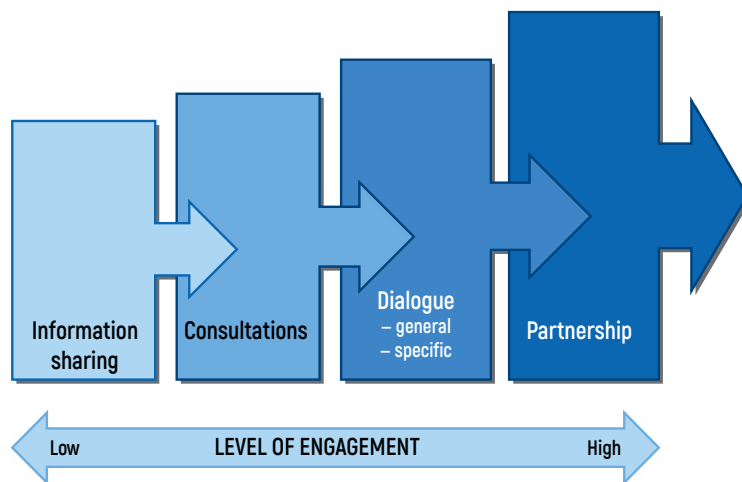 Information
sharing
Consultations
Dialogue
– general
– specific
Partnership
Low LEVEL OF ENGAGEMENT High